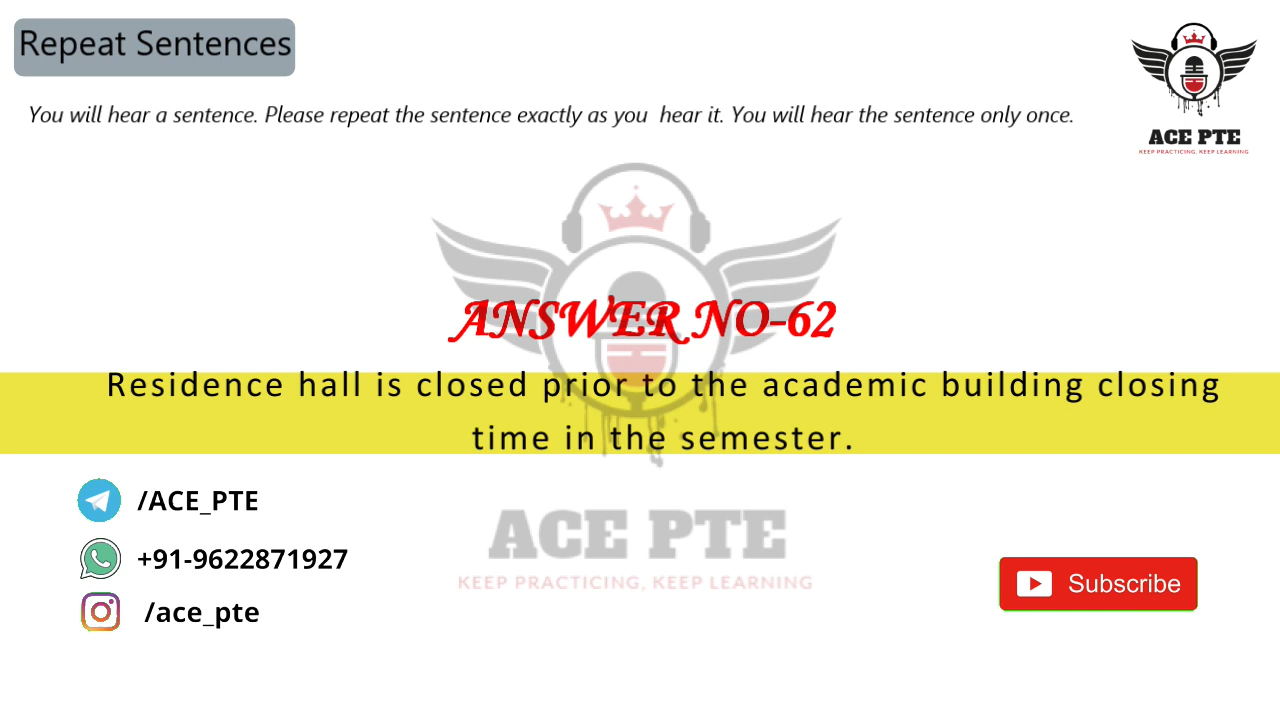 Repeat Sentences
You will hear a sentence. Please repeat the sentence exactly as you  hear it. You will hear the sentence only once.
ACE PTE
KEEP PRACTICING, KEEP LEARNING
ANSWER NO-62
Residence hall is closed prior to the academic building closing
time in the semester.
/ACE_PTE
+91-9622871927
/ace_pte
ACE PTE
KEEP PRACTICING, KEEP LEARNING
Subscribe